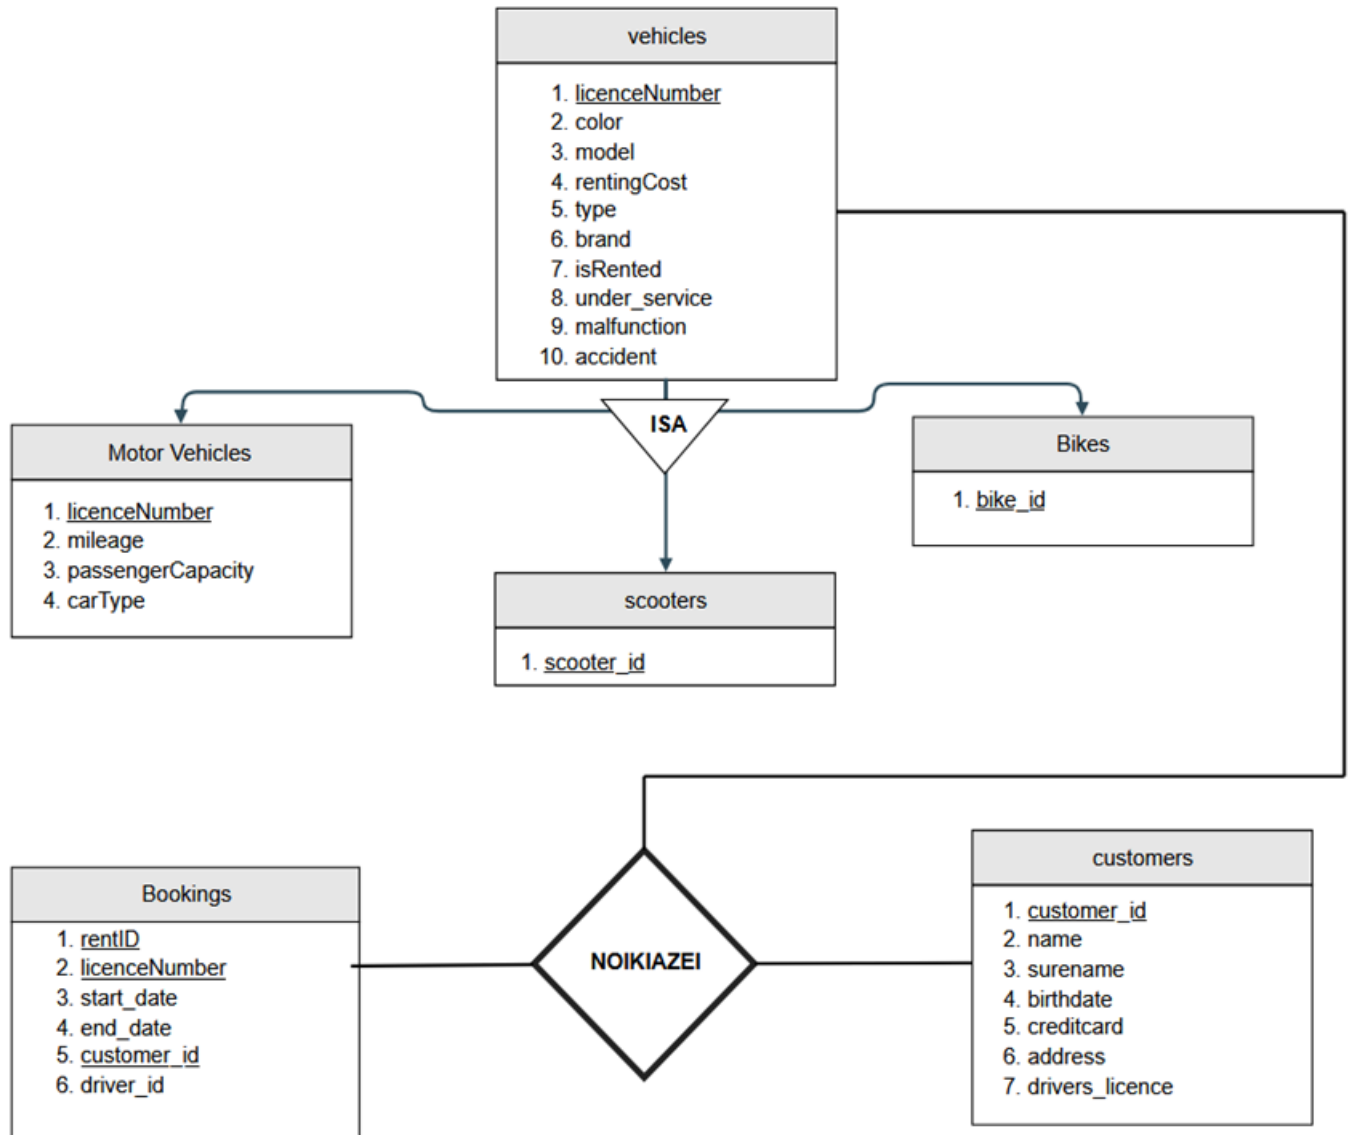 vehicles
1. licenceNumber
2. color
3. model
4. rentingCost
5. type
6. brand
7. isRented
8. under_service
9. malfunction
10. accident
ISA
Motor Vehicles
1. licenceNumber
2. mileage
3. passengerCapacity
4. carType
Bikes
1. bike_id
scooters
1. scooter_id
Bookings
1. rentID
2. licenceNumber
3. start_date
4. end_date
5. customer_id
6. driver_id
NOIKIAZEI
customers
1. customer_id
2. name
3. surename
4. birthdate
5. creditcard
6. address
7. drivers_licence